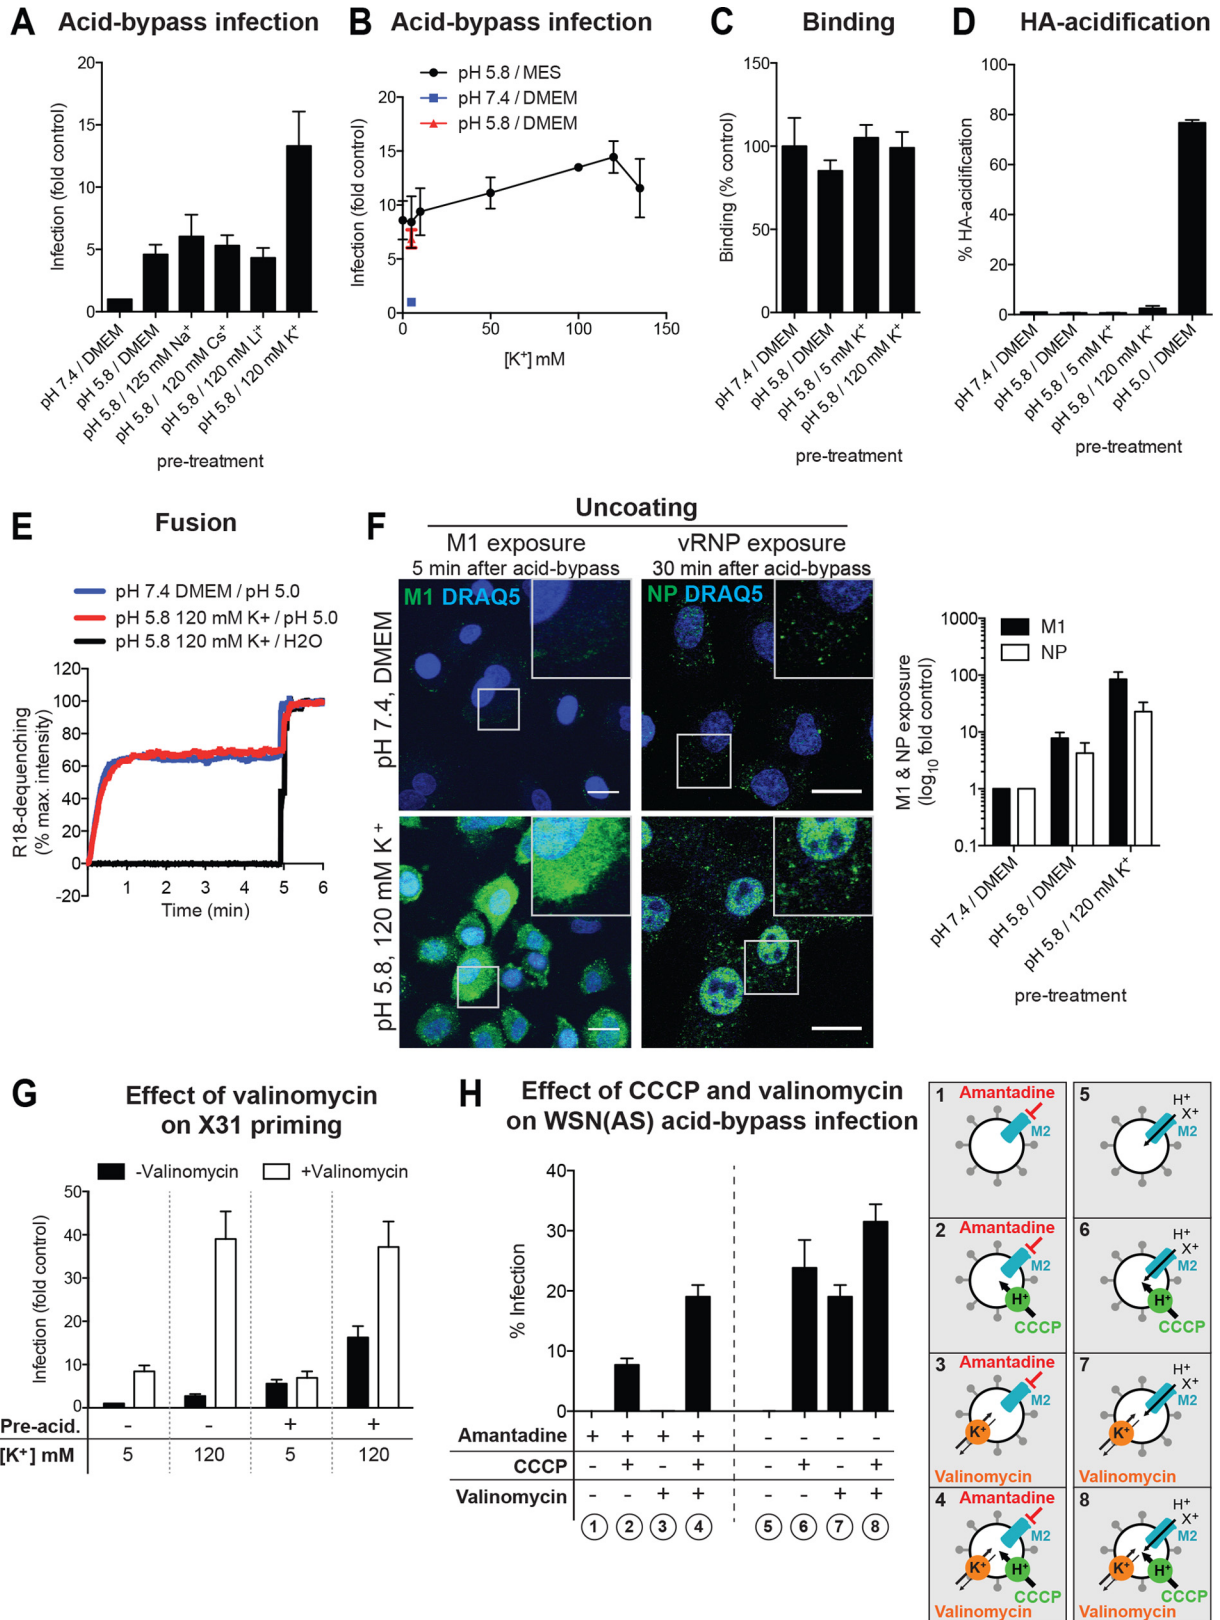 A Acid-bypass infection
Infection (fold control)
20
15
10
5
0
pH 7.4 / DMEM
pH 5.8 / DMEM
pH 5.8 / 125 mM Na+
pH 5.8 / 120 mM Cs+
pH 5.8 / 120 mM Li+
pH 5.8 / 120 mM K+
pre-treatment
B Acid-bypass infection
pH 5.8 / MES
pH 7.4 / DMEM
pH 5.8 / DMEM
Infection (fold control)
20
15
10
5
0
0 50 100 150
[K+] mM
C Binding
Binding (% control)
150
100
50
0
pH 7.4 / DMEM
pH 5.8 / DMEM
pH 5.8 / 5 mM K+
pH 5.8 / 120 mM K+
pre-treatment
D HA-acidification
% HA-acidification
100
80
60
40
20
0
pH 7.4 / DMEM
pH 5.8 / DMEM
pH 5.8 / 5 mM K+
pH 5.8 / 120 mM K+
pH 5.0 / DMEM
pre-treatment
E Fusion
pH 7.4 DMEM / pH 5.0
pH 5.8 120 mM K+ / pH 5.0
pH 5.8 120 mM K+ / H2O
R18-dequenching
(% max. intensity)
120
100
80
60
40
20
0
-20
1 2 3 4 5 6
Time (min)
F Uncoating
M1 exposure
5 min after acid-bypass
vRNP exposure
30 min after acid-bypass
M1 DRAQ5
NP DRAQ5
pH 7.4, DMEM
pH 5.8, 120 mM K+
M1
NP
M1 & NP exposure
(log10 fold control)
1000
100
10
1
0.1
pH 7.4 / DMEM
pH 5.8 / DMEM
pH 5.8 / 120 mM K+
pre-treatment
G Effect of valinomycin
on X31 priming
-Valinomycin +Valinomycin
Infection (fold control)
50
40
30
20
10
0
Pre-acid. - - + +
[K+] mM 5 120 5 120
H Effect of CCCP and valinomycin
on WSN(AS) acid-bypass infection
% Infection
40
30
20
10
0
Amantadine + + + + - - - -
CCCP - + - + - + - +
Valinomycin - - + + - - + +
1 2 3 4 5 6 7 8
1 Amantadine
M2
5 H+
X+
M2
2 Amantadine
M2
H+
CCCP
6 H+
X+
M2
H+
CCCP
3 Amantadine
M2
K+
Valinomycin
7 H+
X+
M2
K+
Valinomycin
4 Amantadine
M2
K+ H+
CCCP
Valinomycin
8 H+
X+
M2
K+ H+
CCCP
Valinomycin